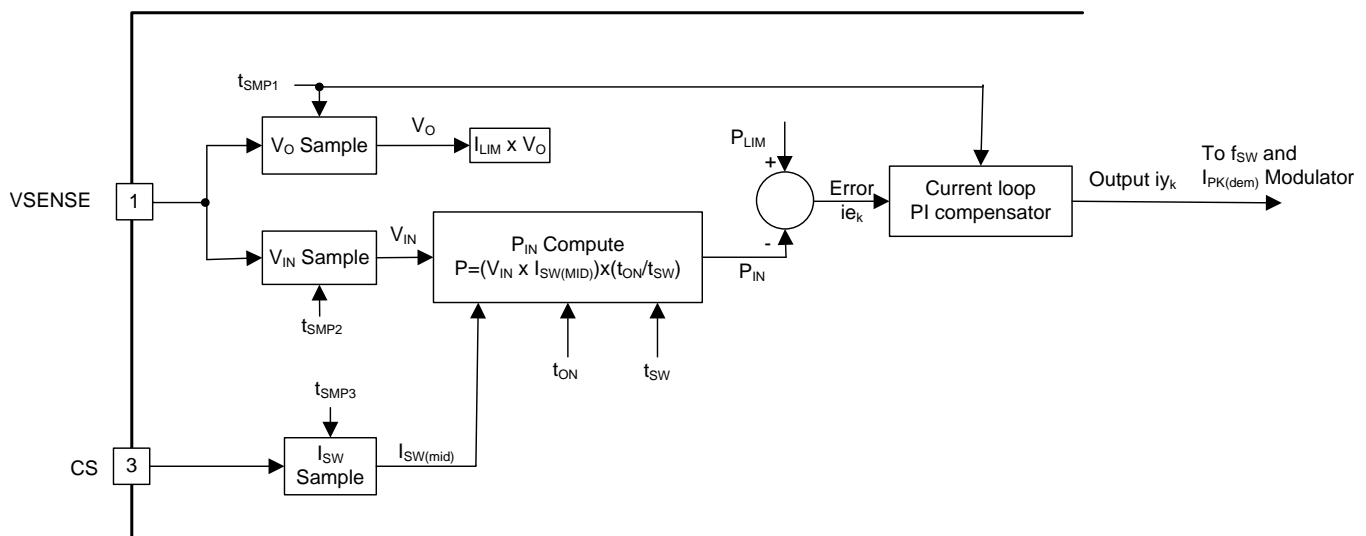 tSMP1
VO Sample
VO
ILIM x VO
PLIM
+
-
Error
iek
Current loop
PI compensator
Output iyk
To fSW and
IPK(dem) Modulator
VSENSE
1
VIN Sample
VIN
tSMP2
PIN Compute
P=(VIN x ISW(MID))x(tON/tSW)
PIN
tON
tSW
tSMP3
CS
3
ISW
Sample
ISW(mid)